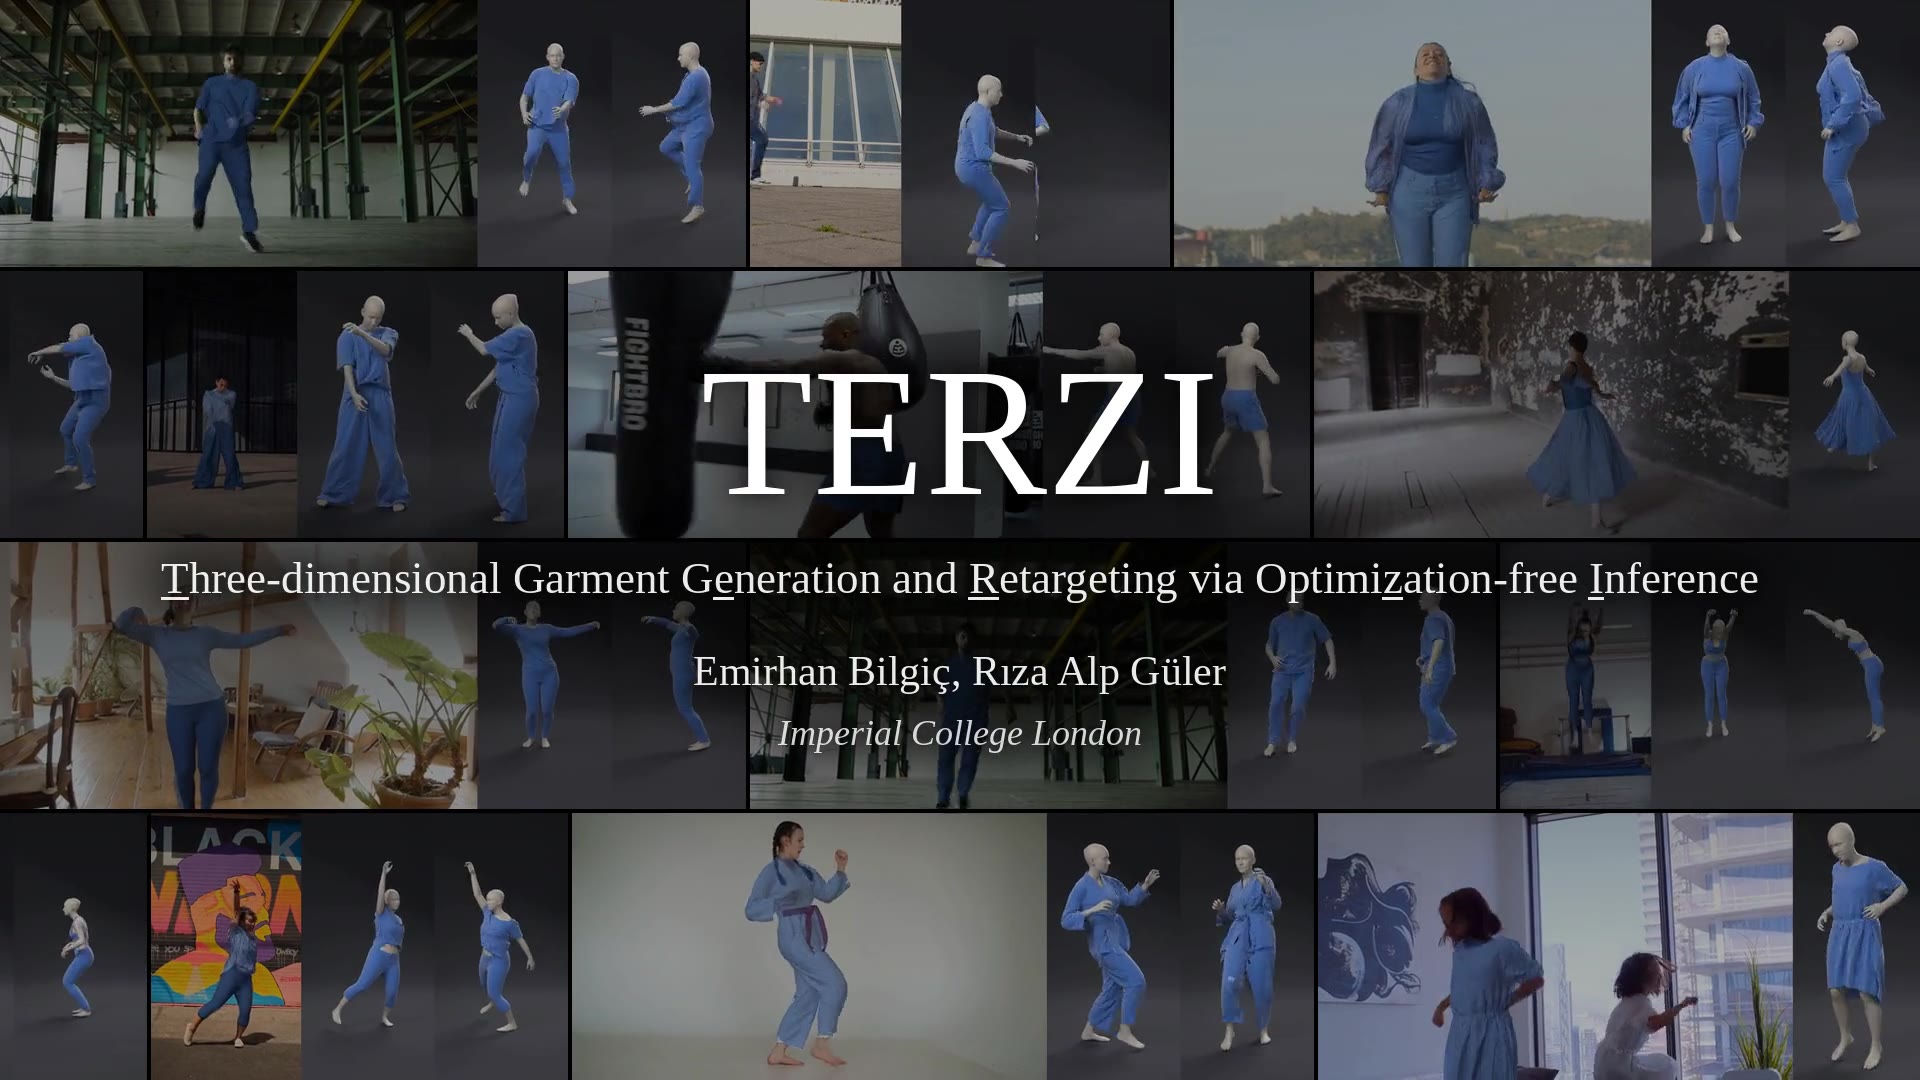 FIGHTBRO
TERZI
Three-dimensional Garment Generation and Retargeting via Optimization-free Inference
Emirhan Bilgiç, Rıza Alp Güler
Imperial College London
BLACK